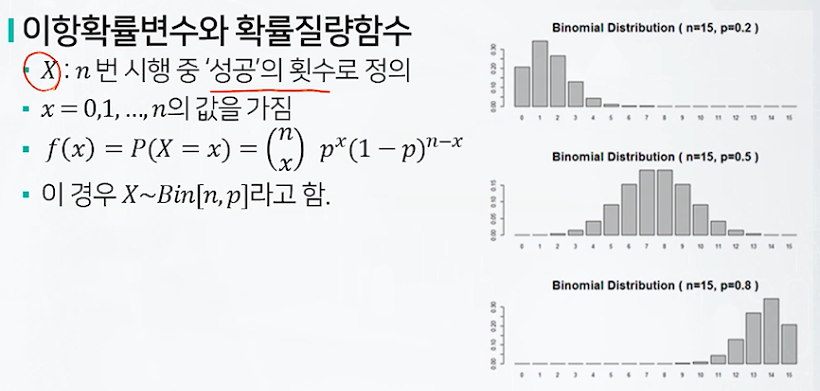 이항확률변수와 확률질량함수
▪ X : n 번 시행 중 ‘성공’의 횟수로 정의
▪ x = 0,1, …, n의 값을 가짐
▪ f(x) = P(X = x) = (n x) p^x(1 − p)^{n−x}
▪ 이 경우 X~Bin[n, p]라고 함.
Binomial Distribution ( n=15, p=0.2 )
0.00 0.10 0.20 0.30
0 1 2 3 4 5 6 7 8 9 10 11 12 13 14 15
Binomial Distribution ( n=15, p=0.5 )
0.00 0.05 0.10 0.15
0 1 2 3 4 5 6 7 8 9 10 11 12 13 14 15
Binomial Distribution ( n=15, p=0.8 )
0.00 0.10 0.20 0.30
0 1 2 3 4 5 6 7 8 9 10 11 12 13 14 15